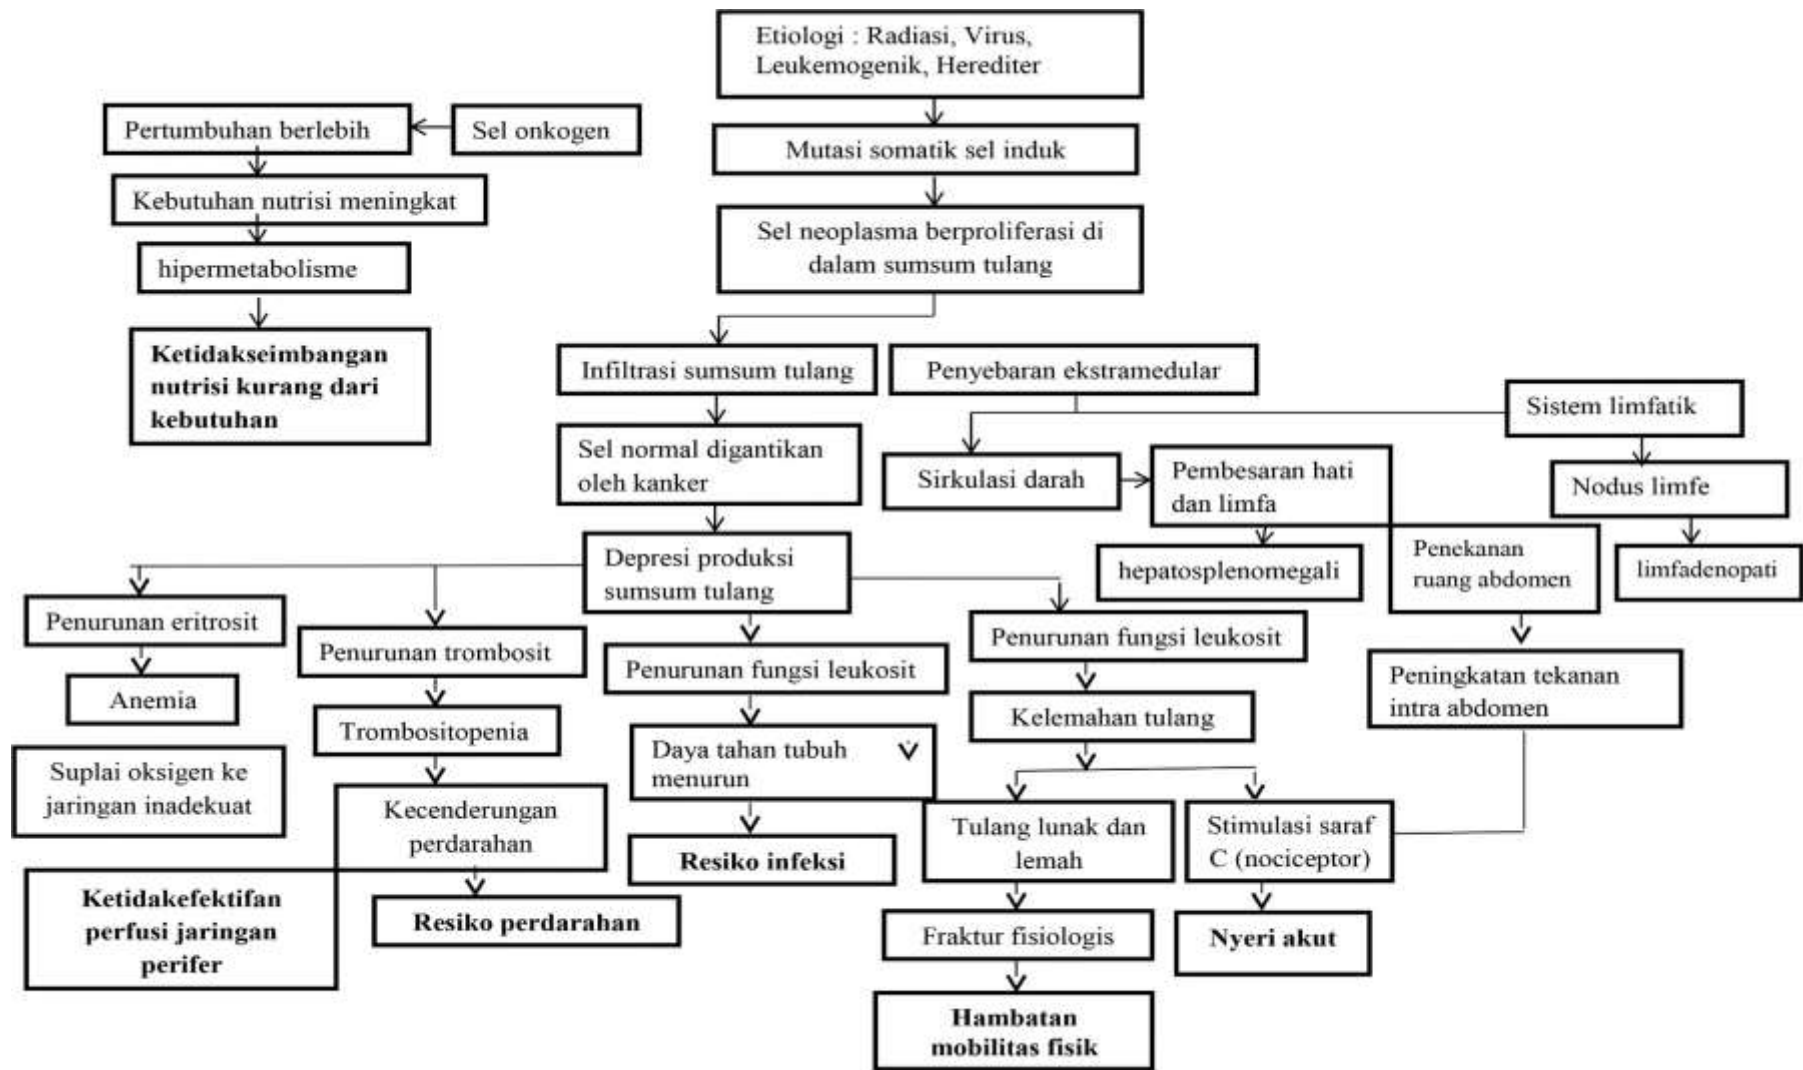 Etiologi : Radiasi, Virus,
Leukemogenik, Herediter
Pertumbuhan berlebih
Sel onkogen
Mutasi somatik sel induk
Kebutuhan nutrisi meningkat
Sel neoplasma berproliferasi di
dalam sumsum tulang
hipermetabolisme
Ketidakseimbangan
nutrisi kurang dari
kebutuhan
Infiltrasi sumsum tulang
Penyebaran ekstramedular
Sistem limfatik
Sel normal digantikan
oleh kanker
Sirkulasi darah
Pembesaran hati
dan limfa
Nodus limfe
Depresi produksi
sumsum tulang
hepatosplenomegali
Penekanan
ruang abdomen
limfadenopati
Penurunan eritrosit
Penurunan trombosit
Penurunan fungsi leukosit
Penurunan fungsi leukosit
Peningkatan tekanan
intra abdomen
Anemia
Trombositopenia
Daya tahan tubuh
menurun
Kelemahan tulang
Suplai oksigen ke
jaringan inadekuat
Kecenderungan
perdarahan
Resiko infeksi
Tulang lunak dan
lemah
Stimulasi saraf
C (nociceptor)
Ketidakefektifan
perfusi jaringan
perifer
Resiko perdarahan
Fraktur fisiologis
Nyeri akut
Hambatan
mobilitas fisik